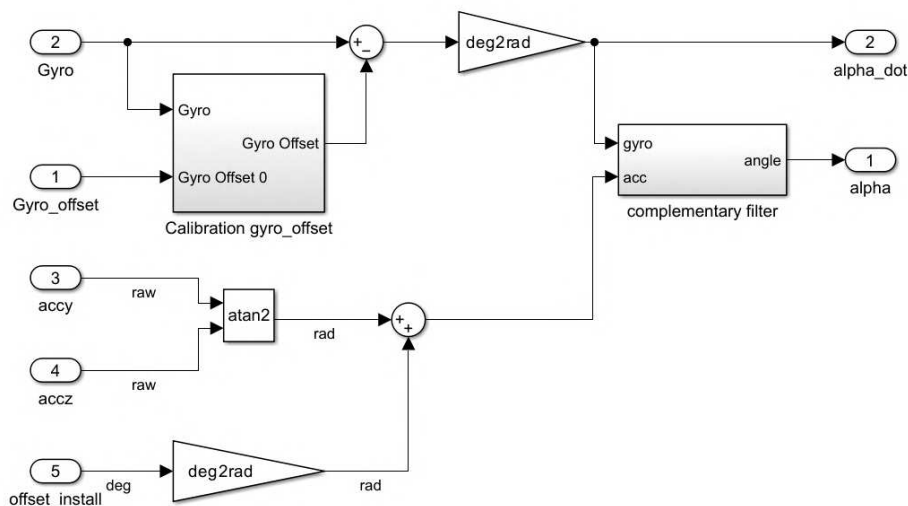 2
Gyro
+
−
deg2rad
2
alpha_dot
Gyro
Gyro Offset
Gyro Offset 0
Calibration gyro_offset
1
Gyro_offset
gyro
acc
angle
complementary filter
1
alpha
3
accy
raw
atan2
rad
+
+
4
accz
raw
5
offset_install
deg
deg2rad
rad